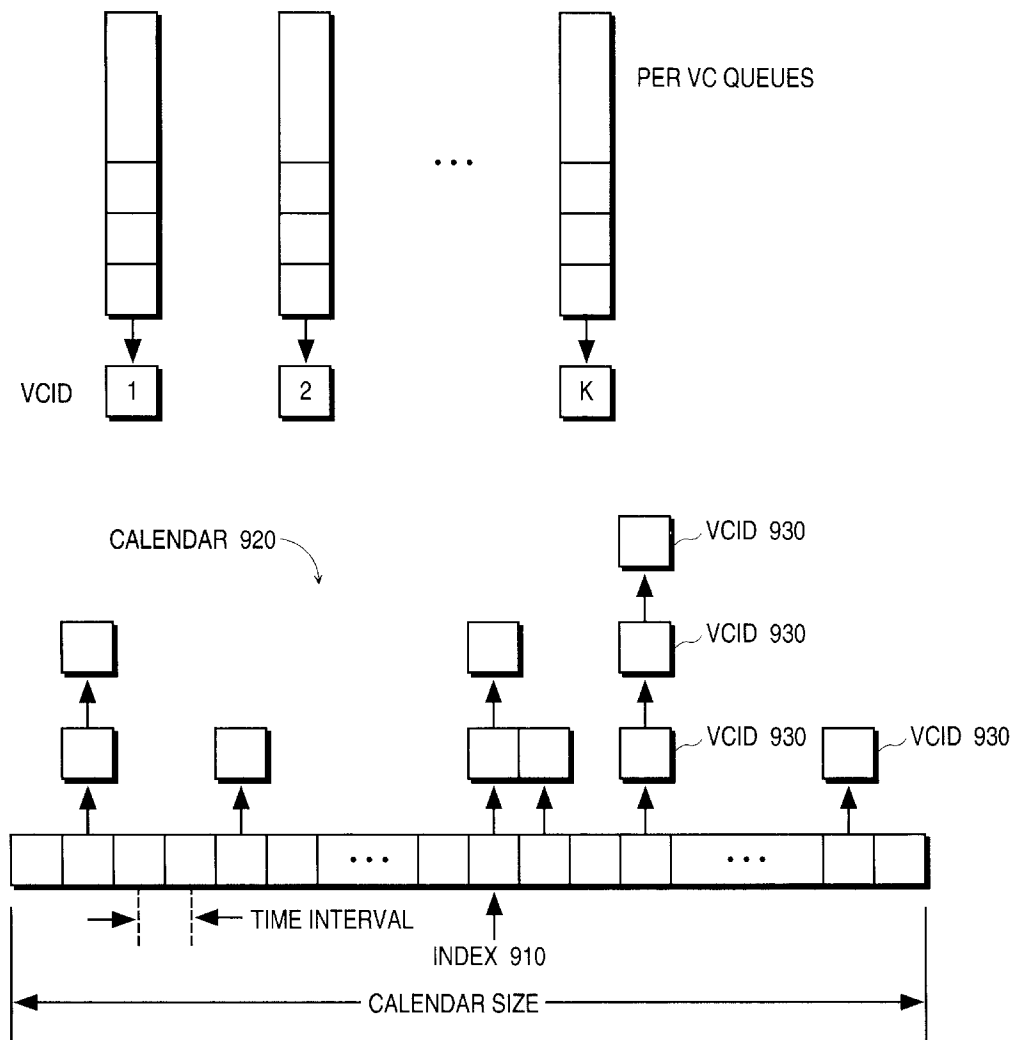 PER VC QUEUES
• • •
VCID
1
2
K
CALENDAR 920
VCID 930
VCID 930
VCID 930
VCID 930
• • •
• • •
TIME INTERVAL
INDEX 910
CALENDAR SIZE